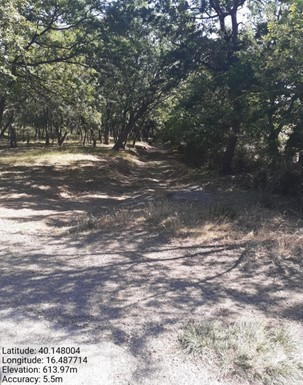 Latitude: 40.148004
Longitude: 16.487714
Elevation: 613.97m
Accuracy: 5.5m